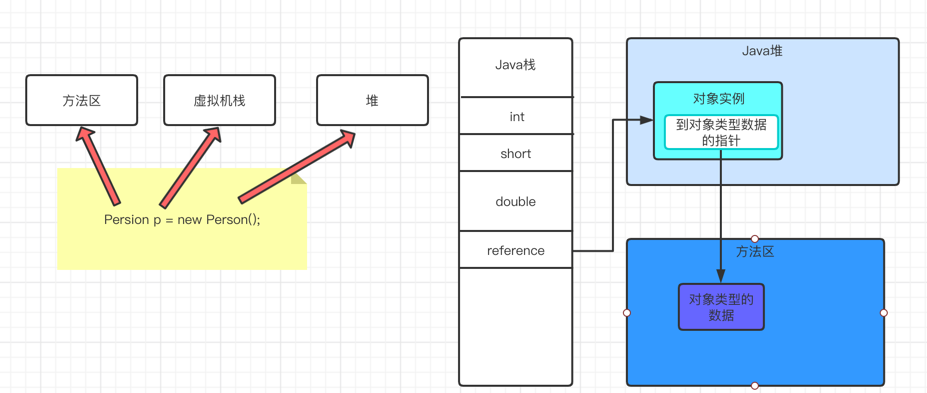 方法区
虚拟机栈
堆
Persion p = new Person();
Java栈
int
short
double
reference
Java堆
对象实例
到对象类型数据
的指针
方法区
对象类型的
数据